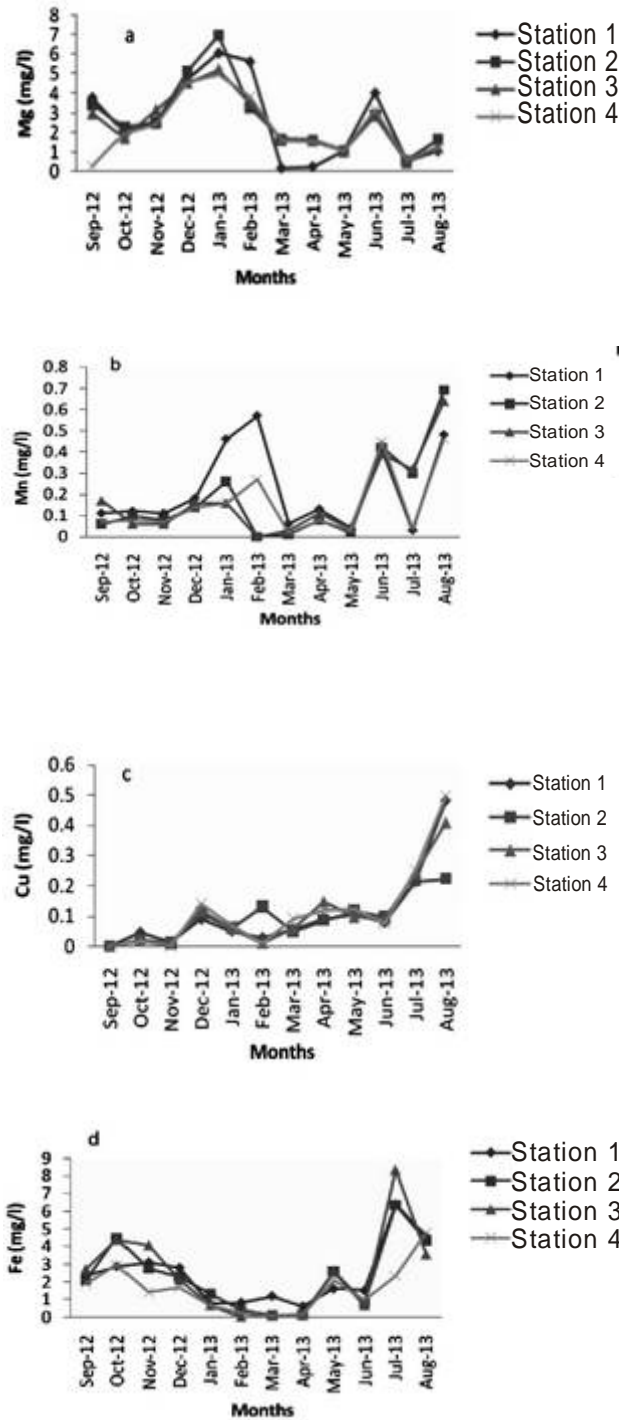 a
Mg (mg/l)
8
7
6
5
4
3
2
1
0
Sep-12
Oct-12
Nov-12
Dec-12
Jan-13
Feb-13
Mar-13
Apr-13
May-13
Jun-13
Jul-13
Aug-13
Months
Station 1
Station 2
Station 3
Station 4
b
Mn (mg/l)
0.8
0.7
0.6
0.5
0.4
0.3
0.2
0.1
0
Sep-12
Oct-12
Nov-12
Dec-12
Jan-13
Feb-13
Mar-13
Apr-13
May-13
Jun-13
Jul-13
Aug-13
Months
Station 1
Station 2
Station 3
Station 4
c
Cu (mg/l)
0.6
0.5
0.4
0.3
0.2
0.1
0
Sep-12
Oct-12
Nov-12
Dec-12
Jan-13
Feb-13
Mar-13
Apr-13
May-13
Jun-13
Jul-13
Aug-13
Months
Station 1
Station 2
Station 3
Station 4
d
Fe (mg/l)
9
8
7
6
5
4
3
2
1
0
Sep-12
Oct-12
Nov-12
Dec-12
Jan-13
Feb-13
Mar-13
Apr-13
May-13
Jun-13
Jul-13
Aug-13
Months
Station 1
Station 2
Station 3
Station 4